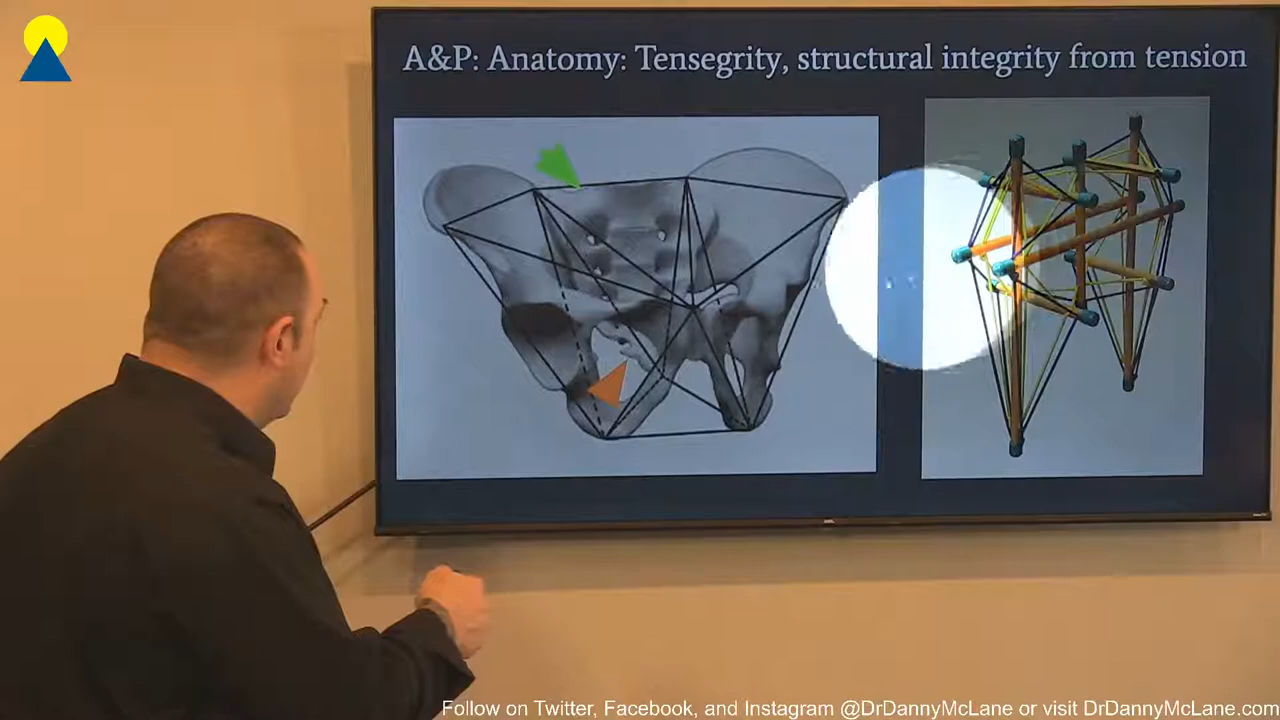 A&P: Anatomy: Tensegrity, structural integrity from tension
Follow on Twitter, Facebook, and Instagram @DrDannyMcLane or visit DrDannyMcLane.com